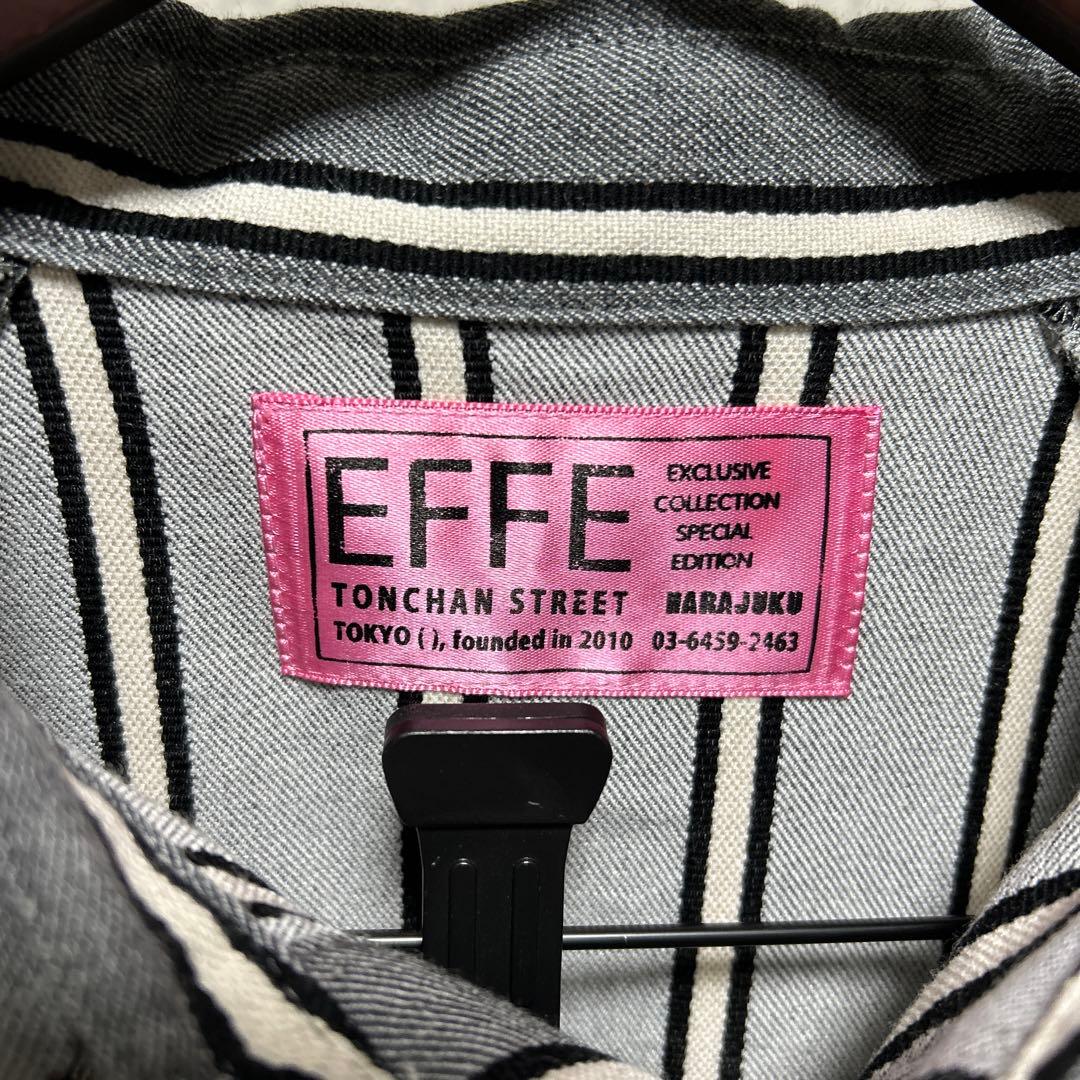 EFFE
EXCLUSIVE
COLLECTION
SPECIAL
EDITION
TONCHAN STREET HARAJUKU
TOKYO ( ), founded in 2010 03-6459-2463